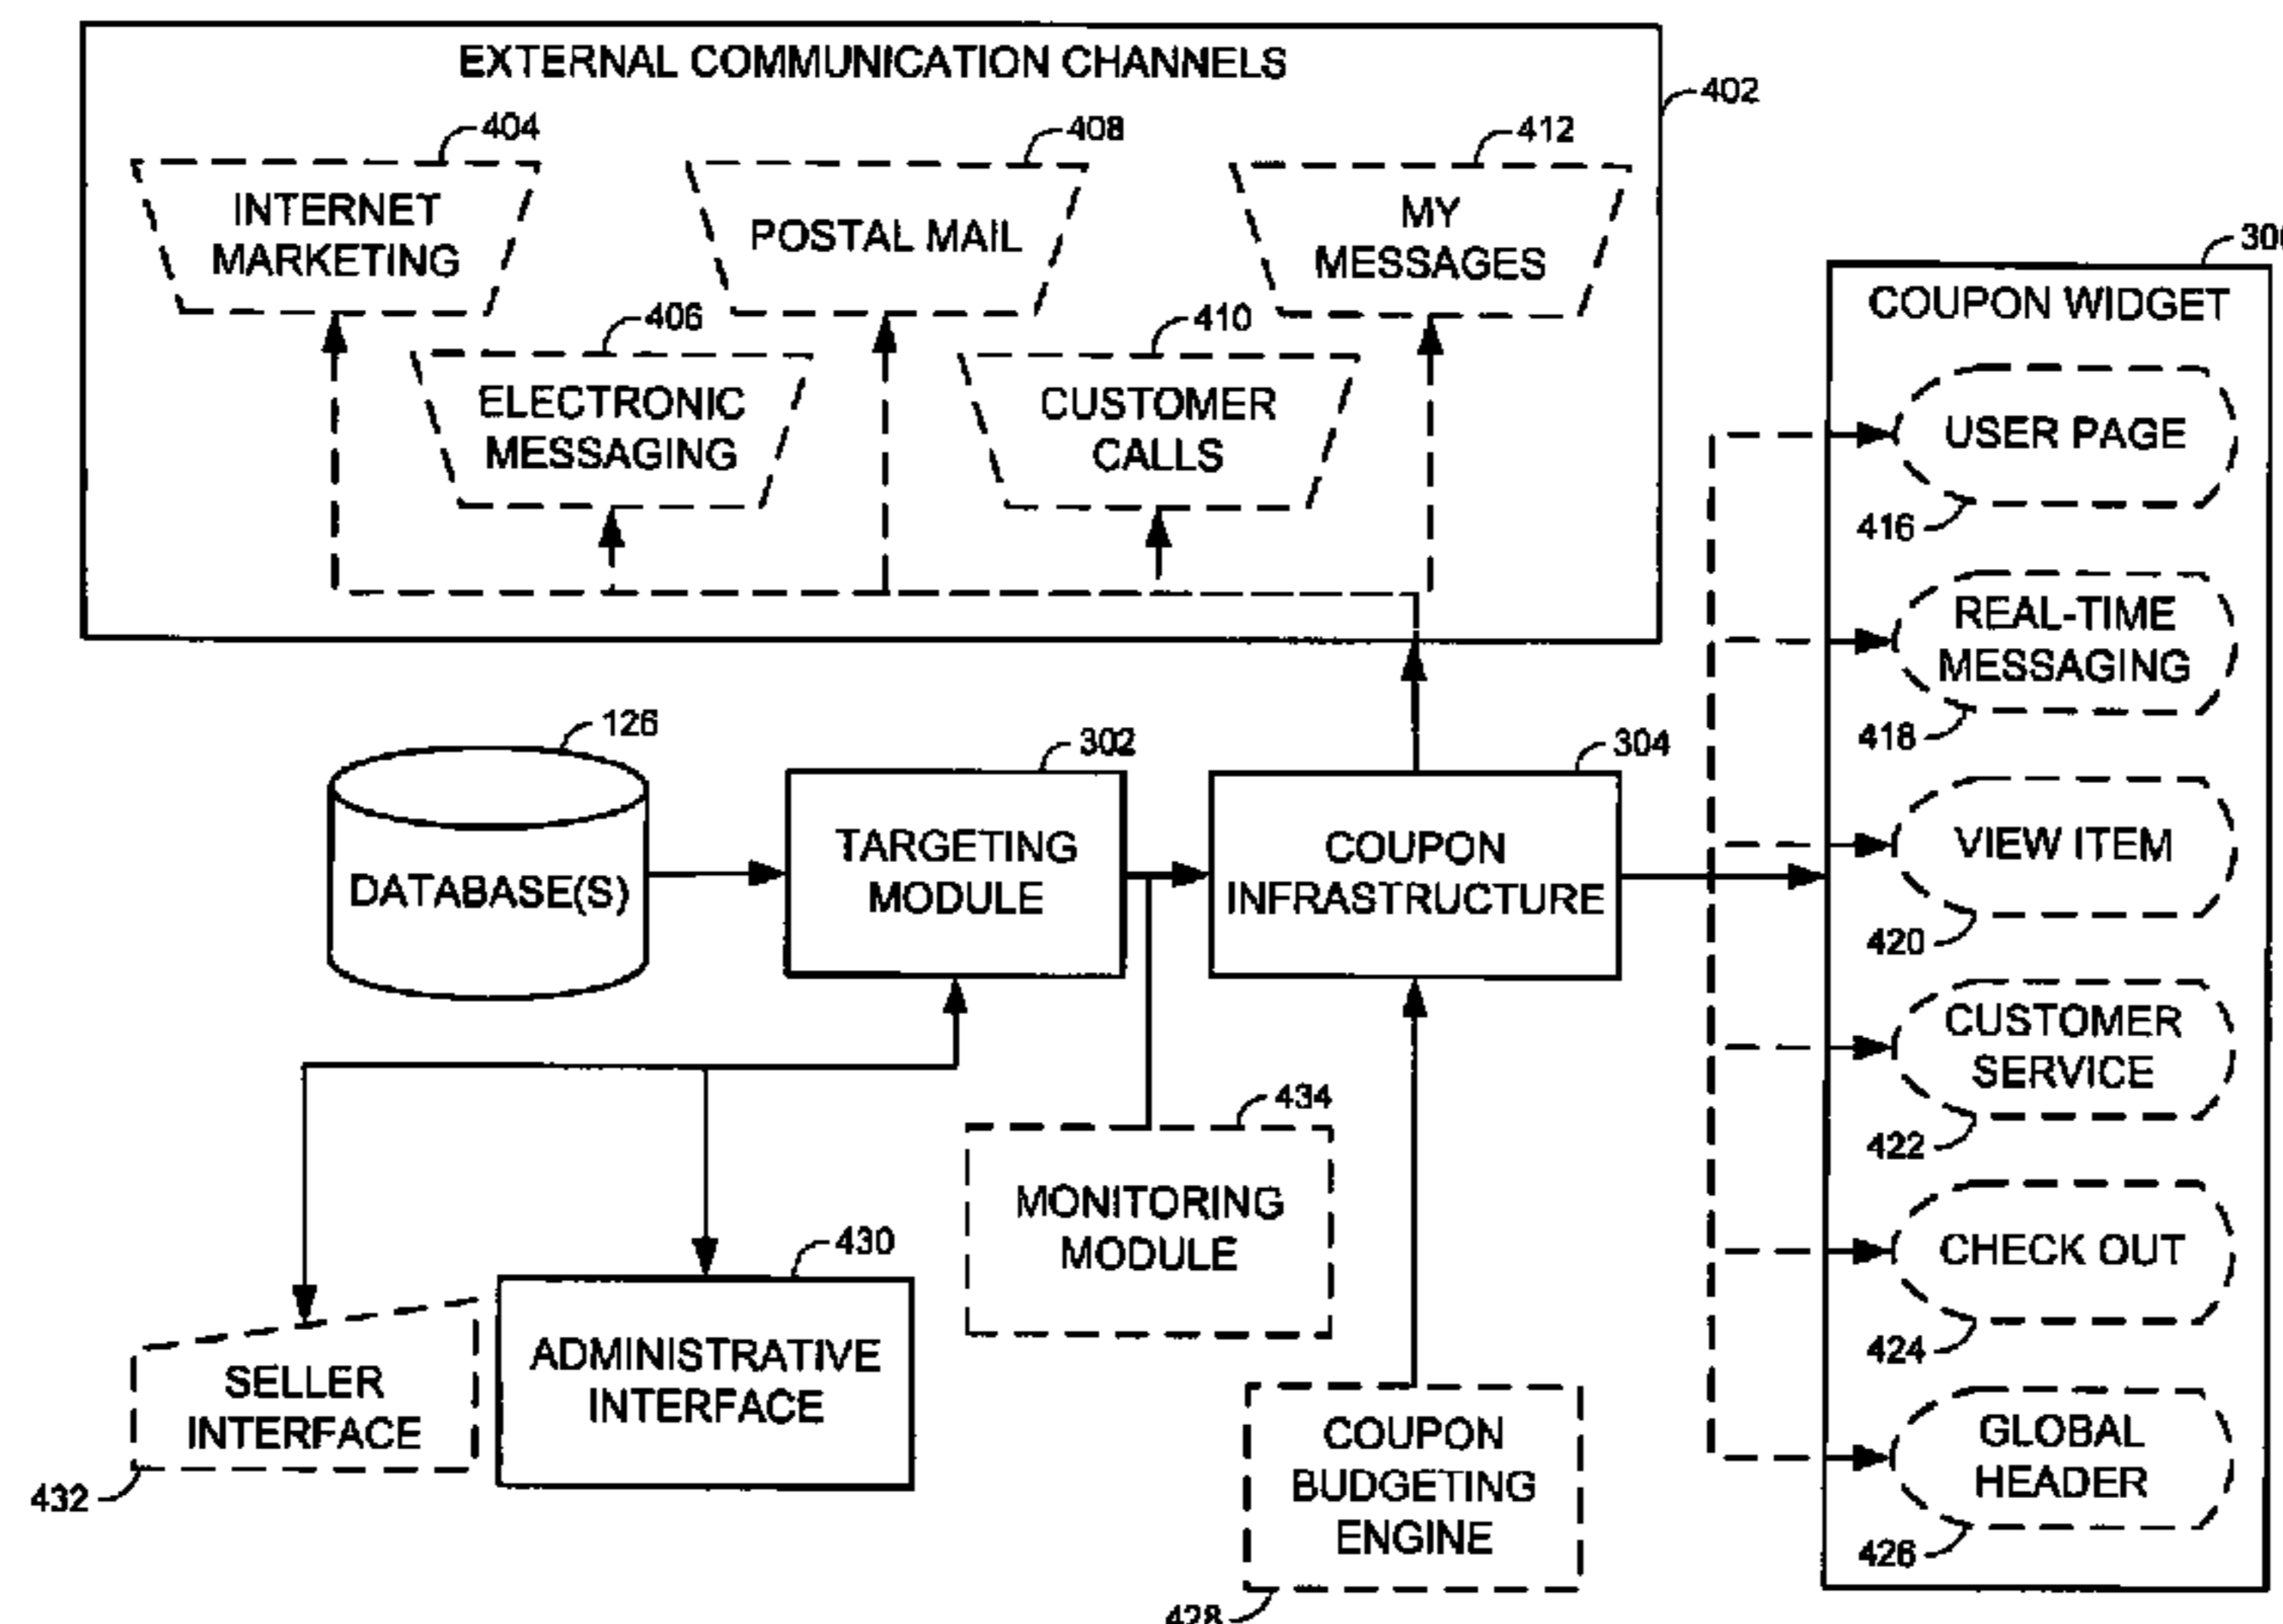 EXTERNAL COMMUNICATION CHANNELS
402
404
408
412
INTERNET
MARKETING
POSTAL MAIL
MY
MESSAGES
406
410
ELECTRONIC
MESSAGING
CUSTOMER
CALLS
COUPON WIDGET
USER PAGE
416
REAL-TIME
MESSAGING
418
VIEW ITEM
420
CUSTOMER
SERVICE
422
CHECK OUT
424
GLOBAL
HEADER
426
126
302
304
DATABASE(S)
TARGETING
MODULE
COUPON
INFRASTRUCTURE
434
MONITORING
MODULE
430
ADMINISTRATIVE
INTERFACE
SELLER
INTERFACE
432
COUPON
BUDGETING
ENGINE
428